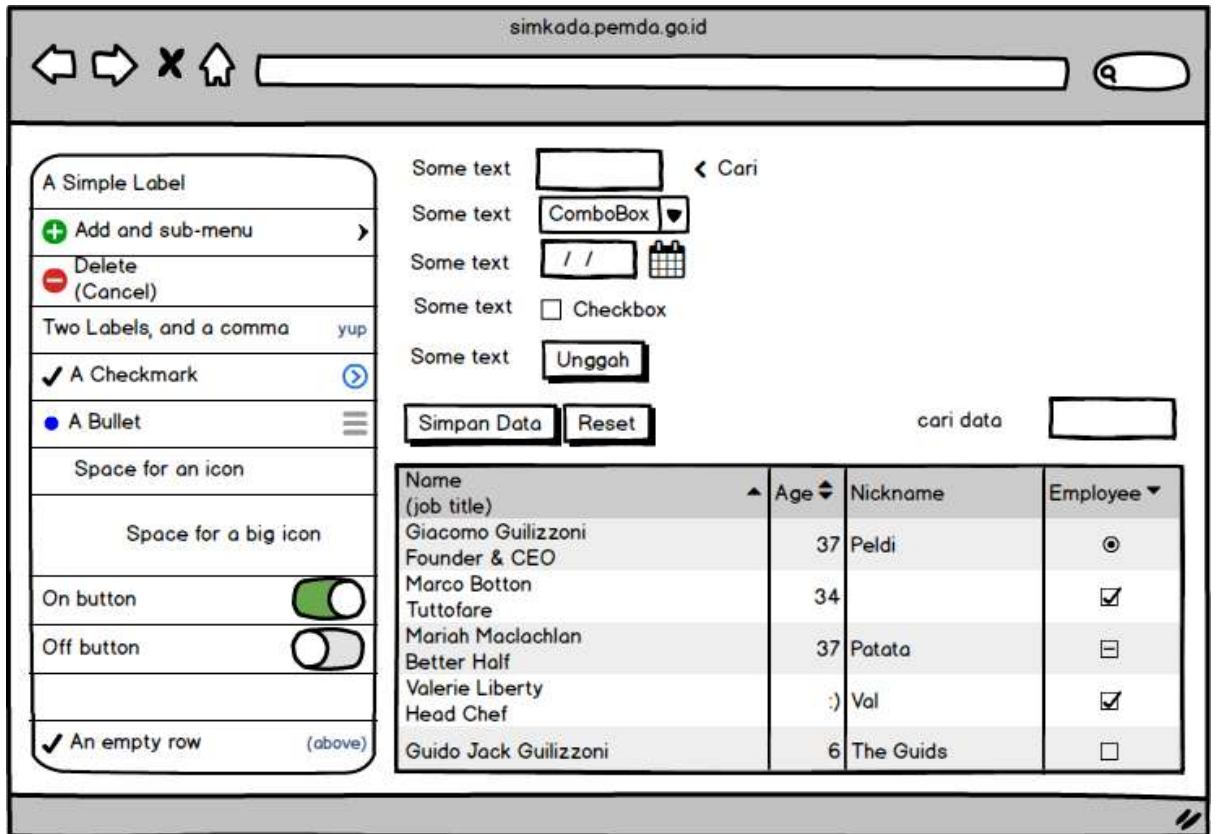 simkada.pemda.go.id
A Simple Label
Add and sub-menu
Delete
(Cancel)
Two Labels, and a comma yup
A Checkmark
A Bullet
Space for an icon
Space for a big icon
On button
Off button
An empty row (above)
Some text Cari
Some text ComboBox
Some text / /
Some text Checkbox
Some text Unggah
Simpan Data Reset cari data
Name
(job title) Age Nickname Employee
Giacomo Guilizzoni
Founder & CEO 37 Peldi
Marco Botton
Tuttofare 34
Mariah Maclachlan
Better Half 37 Patata
Valerie Liberty
Head Chef :) Val
Guido Jack Guilizzoni 6 The Guids